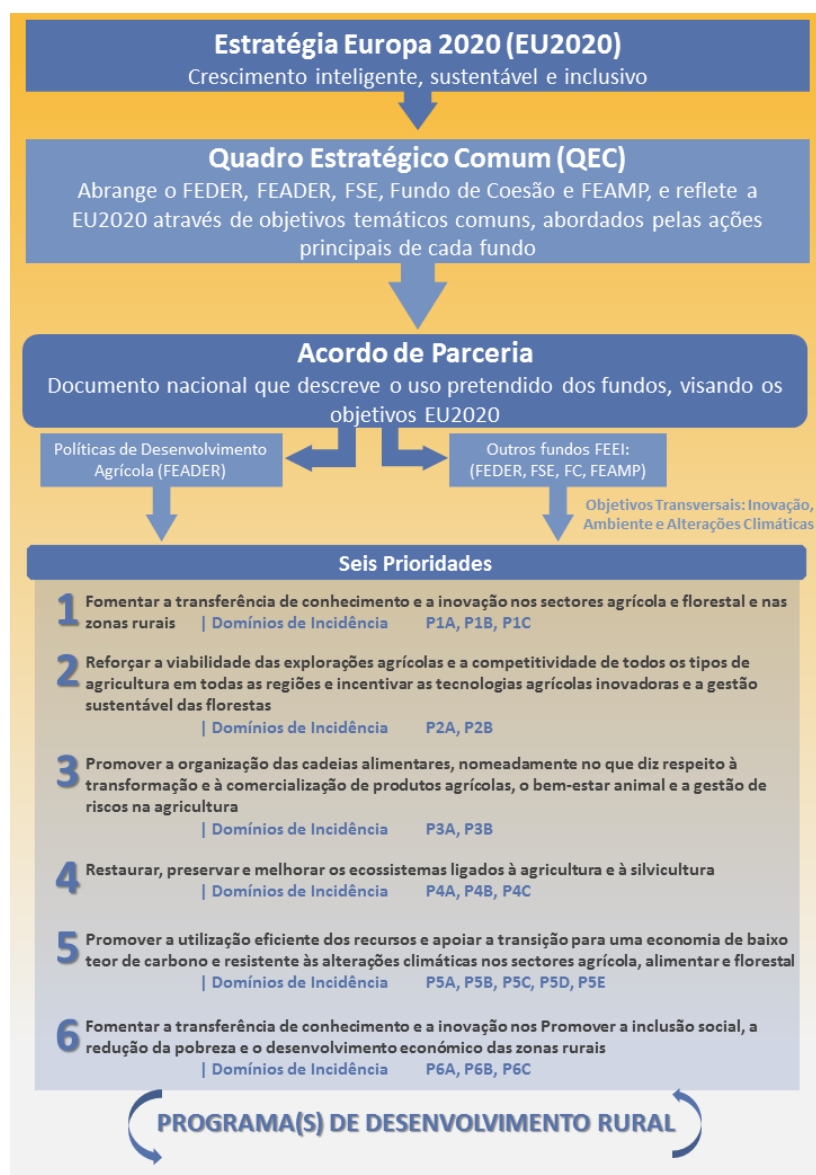 Estratégia Europa 2020 (EU2020)
Crescimento inteligente, sustentável e inclusivo
Quadro Estratégico Comum (QEC)
Abrange o FEDER, FEADER, FSE, Fundo de Coesão e FEAMP, e reflete a
EU2020 através de objetivos temáticos comuns, abordados pelas ações
principais de cada fundo
Acordo de Parceria
Documento nacional que descreve o uso pretendido dos fundos, visando os
objetivos EU2020
Políticas de Desenvolvimento
Agrícola (FEADER)
Outros fundos FEEI:
(FEDER, FSE, FC, FEAMP)
Objetivos Transversais: Inovação,
Ambiente e Alterações Climáticas
Seis Prioridades
1 Fomentar a transferência de conhecimento e a inovação nos sectores agrícola e florestal e nas
zonas rurais | Domínios de Incidência P1A, P1B, P1C
2 Reforçar a viabilidade das explorações agrícolas e a competitividade de todos os tipos de
agricultura em todas as regiões e incentivar as tecnologias agrícolas inovadoras e a gestão
sustentável das florestas
| Domínios de Incidência P2A, P2B
3 Promover a organização das cadeias alimentares, nomeadamente no que diz respeito à
transformação e à comercialização de produtos agrícolas, o bem-estar animal e a gestão de
riscos na agricultura
| Domínios de Incidência P3A, P3B
4 Restaurar, preservar e melhorar os ecossistemas ligados à agricultura e à silvicultura
| Domínios de Incidência P4A, P4B, P4C
5 Promover a utilização eficiente dos recursos e apoiar a transição para uma economia de baixo
teor de carbono e resistente às alterações climáticas nos sectores agrícola, alimentar e florestal
| Domínios de Incidência P5A, P5B, P5C, P5D, P5E
6 Fomentar a transferência de conhecimento e a inovação nos Promover a inclusão social, a
redução da pobreza e o desenvolvimento económico das zonas rurais
| Domínios de Incidência P6A, P6B, P6C
PROGRAMA(S) DE DESENVOLVIMENTO RURAL